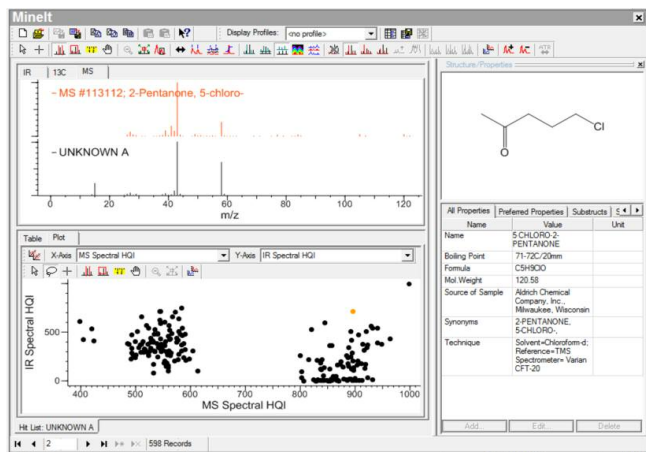 MineIt
Display Profiles: <no profile>
IR 13C MS
MS #113112; 2-Pentanone, 5-chloro-
UNKNOWN A
0 20 40 60 80 100 120
m/z
Table Plot
X-Axis MS Spectral HQI Y-Axis IR Spectral HQI
IR Spectral HQI
500
0
400 500 600 700 800 900 1000
MS Spectral HQI
Hit List: UNKNOWN A
2 598 Records
Structure/Properties
Cl
O
All Properties Preferred Properties Substructs S
Name Value Unit
Name 5-CHLORO-2-
PENTANONE
Boiling Point 71-72C/20mm
Formula C5H9ClO
Mol.Weight 120.58
Source of Sample Aldrich Chemical
Company, Inc.,
Milwaukee, Wisconsin
Synonyms 2-PENTANONE,
5-CHLORO-,
Technique Solvent=Chloroform-d;
Reference=TMS
Spectrometer= Varian
CFT-20
Add... Edit... Delete